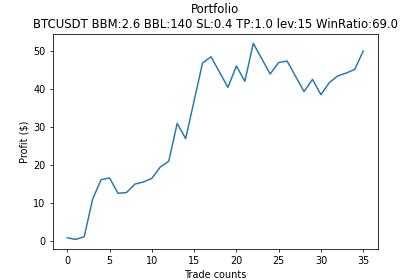 Portfolio
BTCUSDT BBM:2.6 BBL:140 SL:0.4 TP:1.0 lev:15 WinRatio:69.0
50
40
30
20
10
0
Profit ($)
0 5 10 15 20 25 30 35
Trade counts